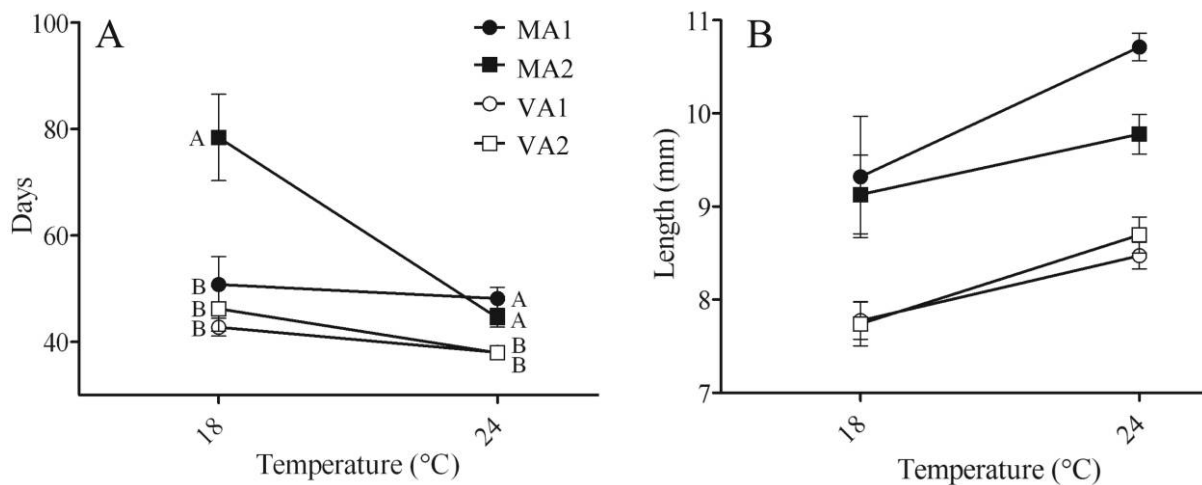 A
100
80
60
40
Days
MA1
MA2
VA1
VA2
A
B
B
B
A
A
B
B
18
24
Temperature (°C)
B
11
10
9
8
7
Length (mm)
18
24
Temperature (°C)